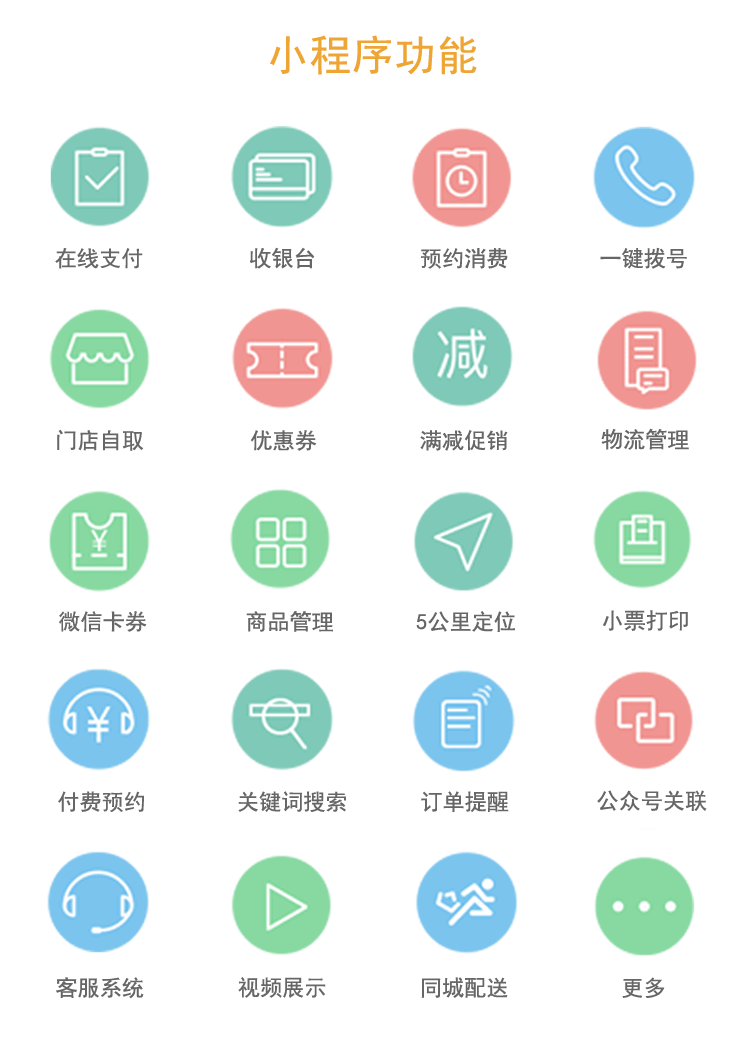 小程序功能
在线支付 收银台 预约消费 一键拨号
减
门店自取 优惠券 满减促销 物流管理
¥
微信卡券 商品管理 5公里定位 小票打印
¥
付费预约 关键词搜索 订单提醒 公众号关联
客服系统 视频展示 同城配送 更多